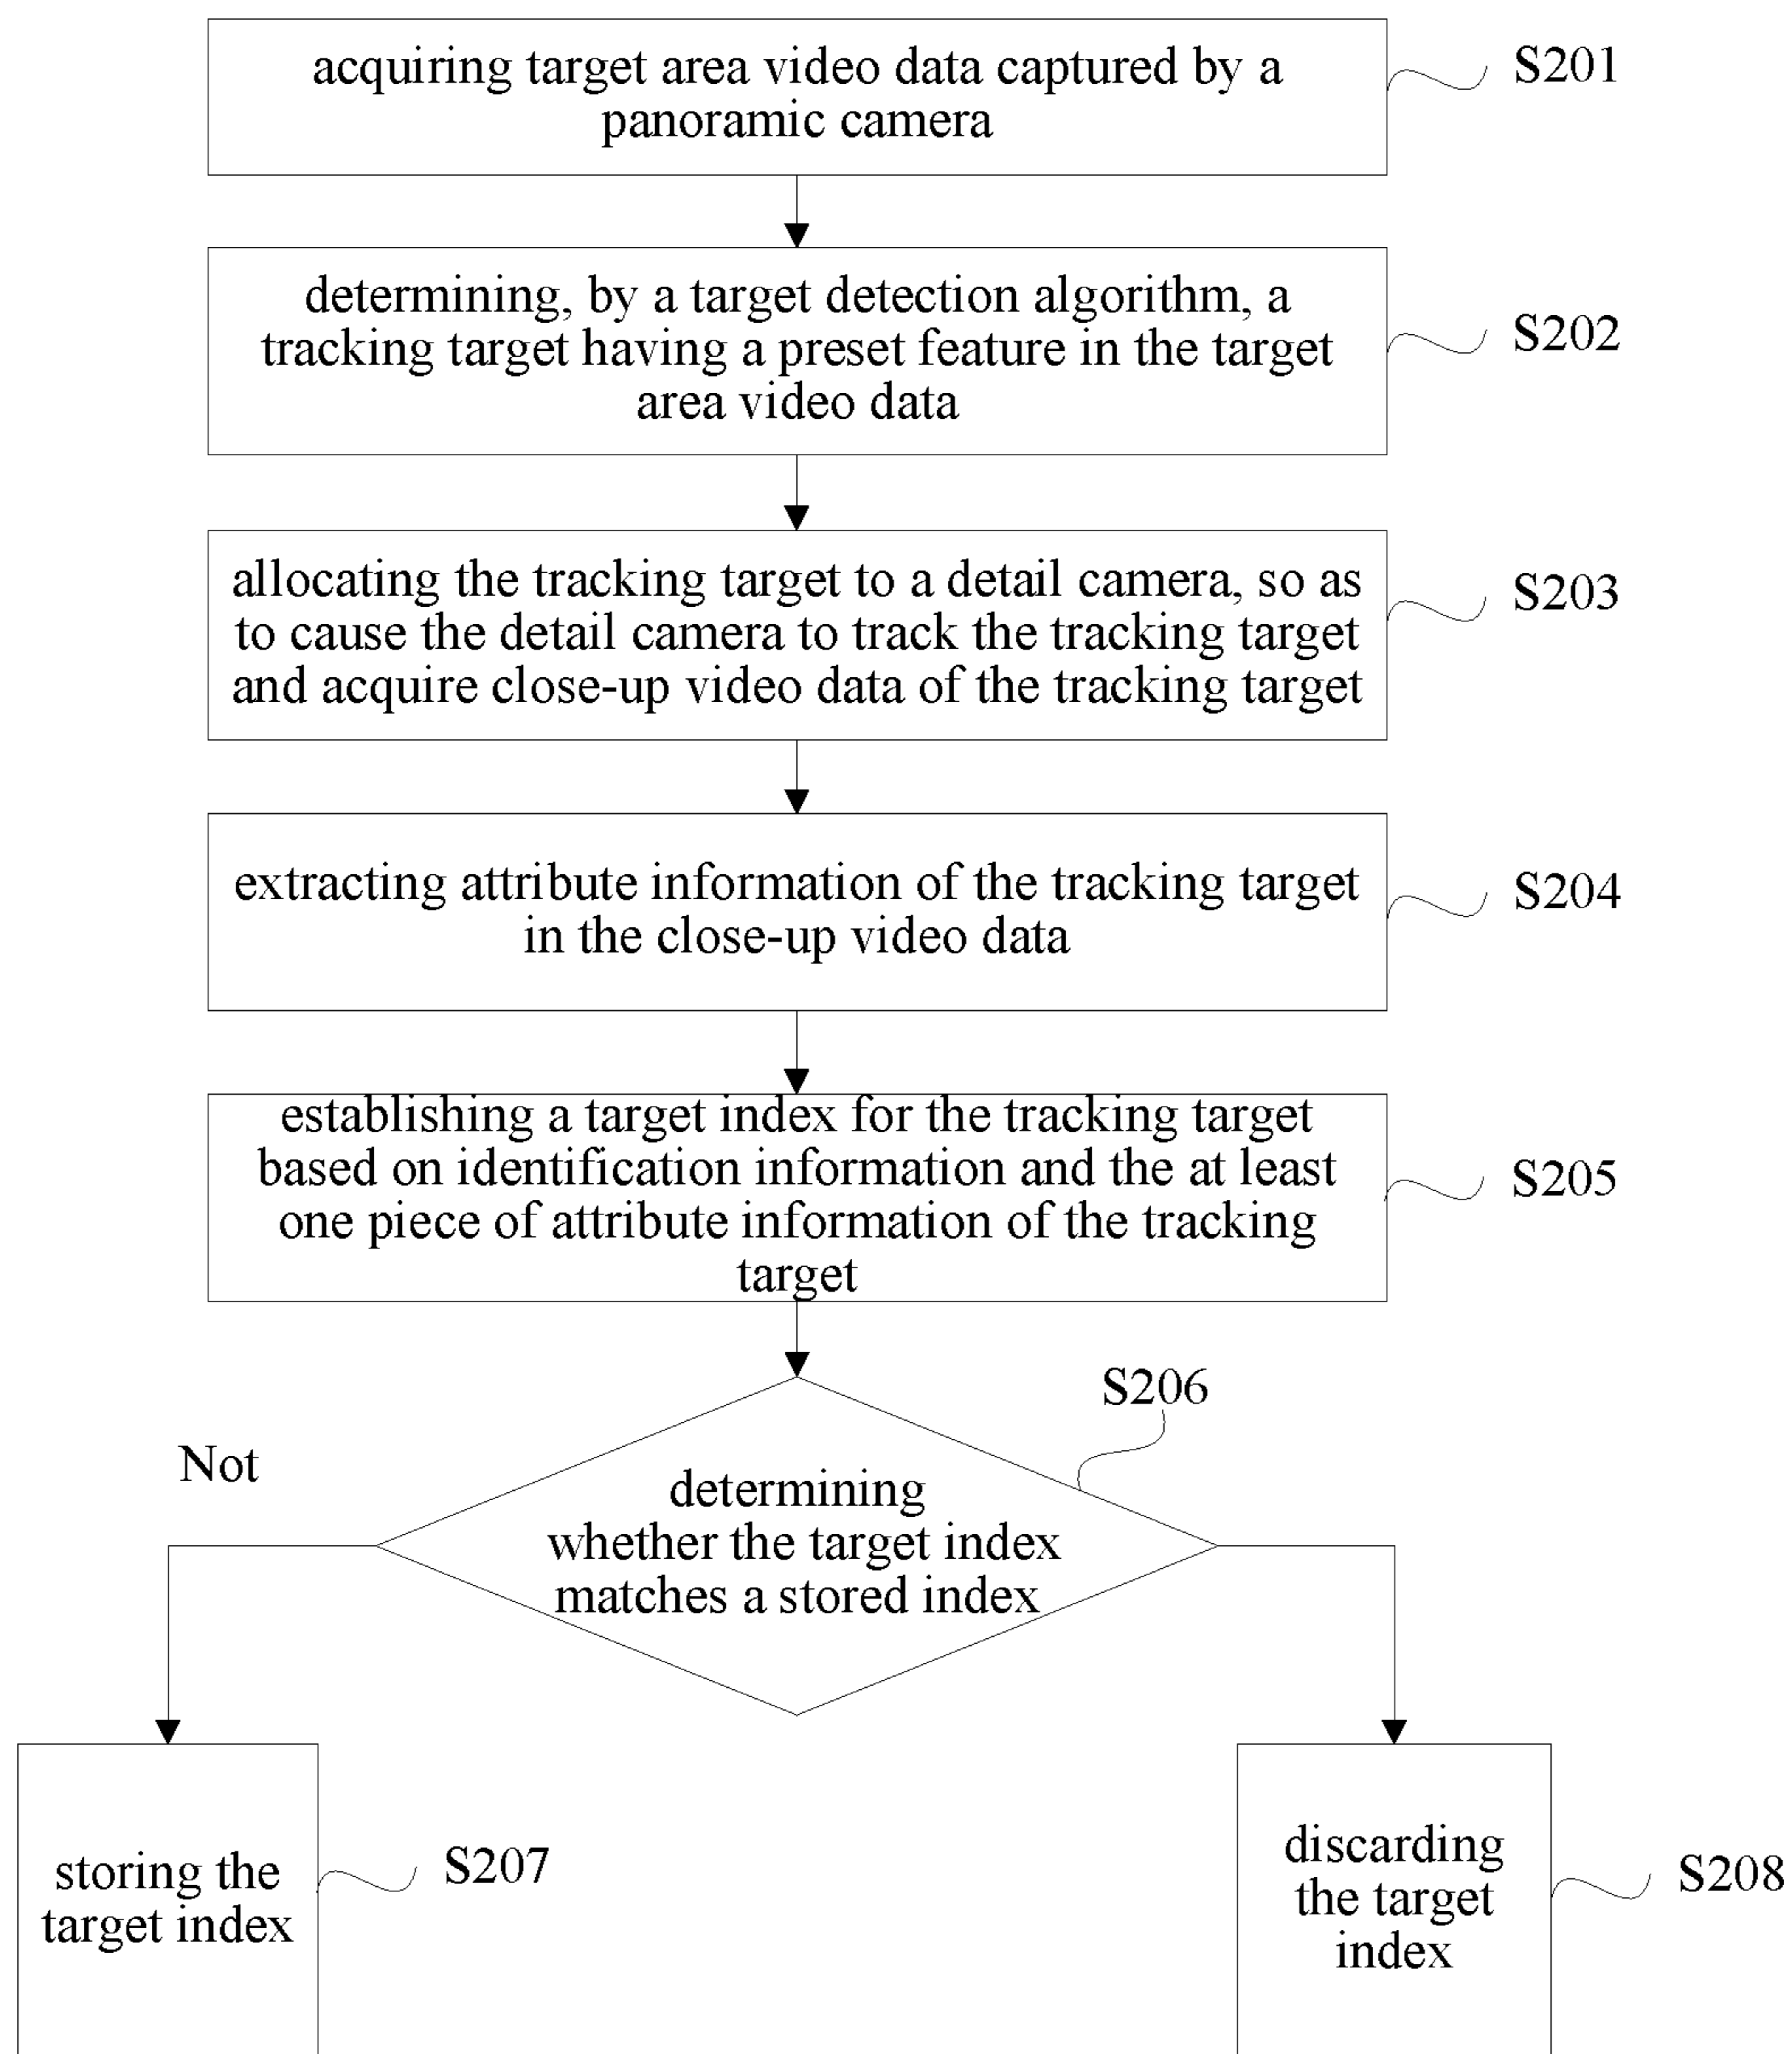 acquiring target area video data captured by a
panoramic camera
S201
determining, by a target detection algorithm, a
tracking target having a preset feature in the target
area video data
S202
allocating the tracking target to a detail camera, so as
to cause the detail camera to track the tracking target
and acquire close-up video data of the tracking target
S203
extracting attribute information of the tracking target
in the close-up video data
S204
establishing a target index for the tracking target
based on identification information and the at least
one piece of attribute information of the tracking
target
S205
S206
Not
determining
whether the target index
matches a stored index
storing the
target index
S207
discarding
the target
index
S208